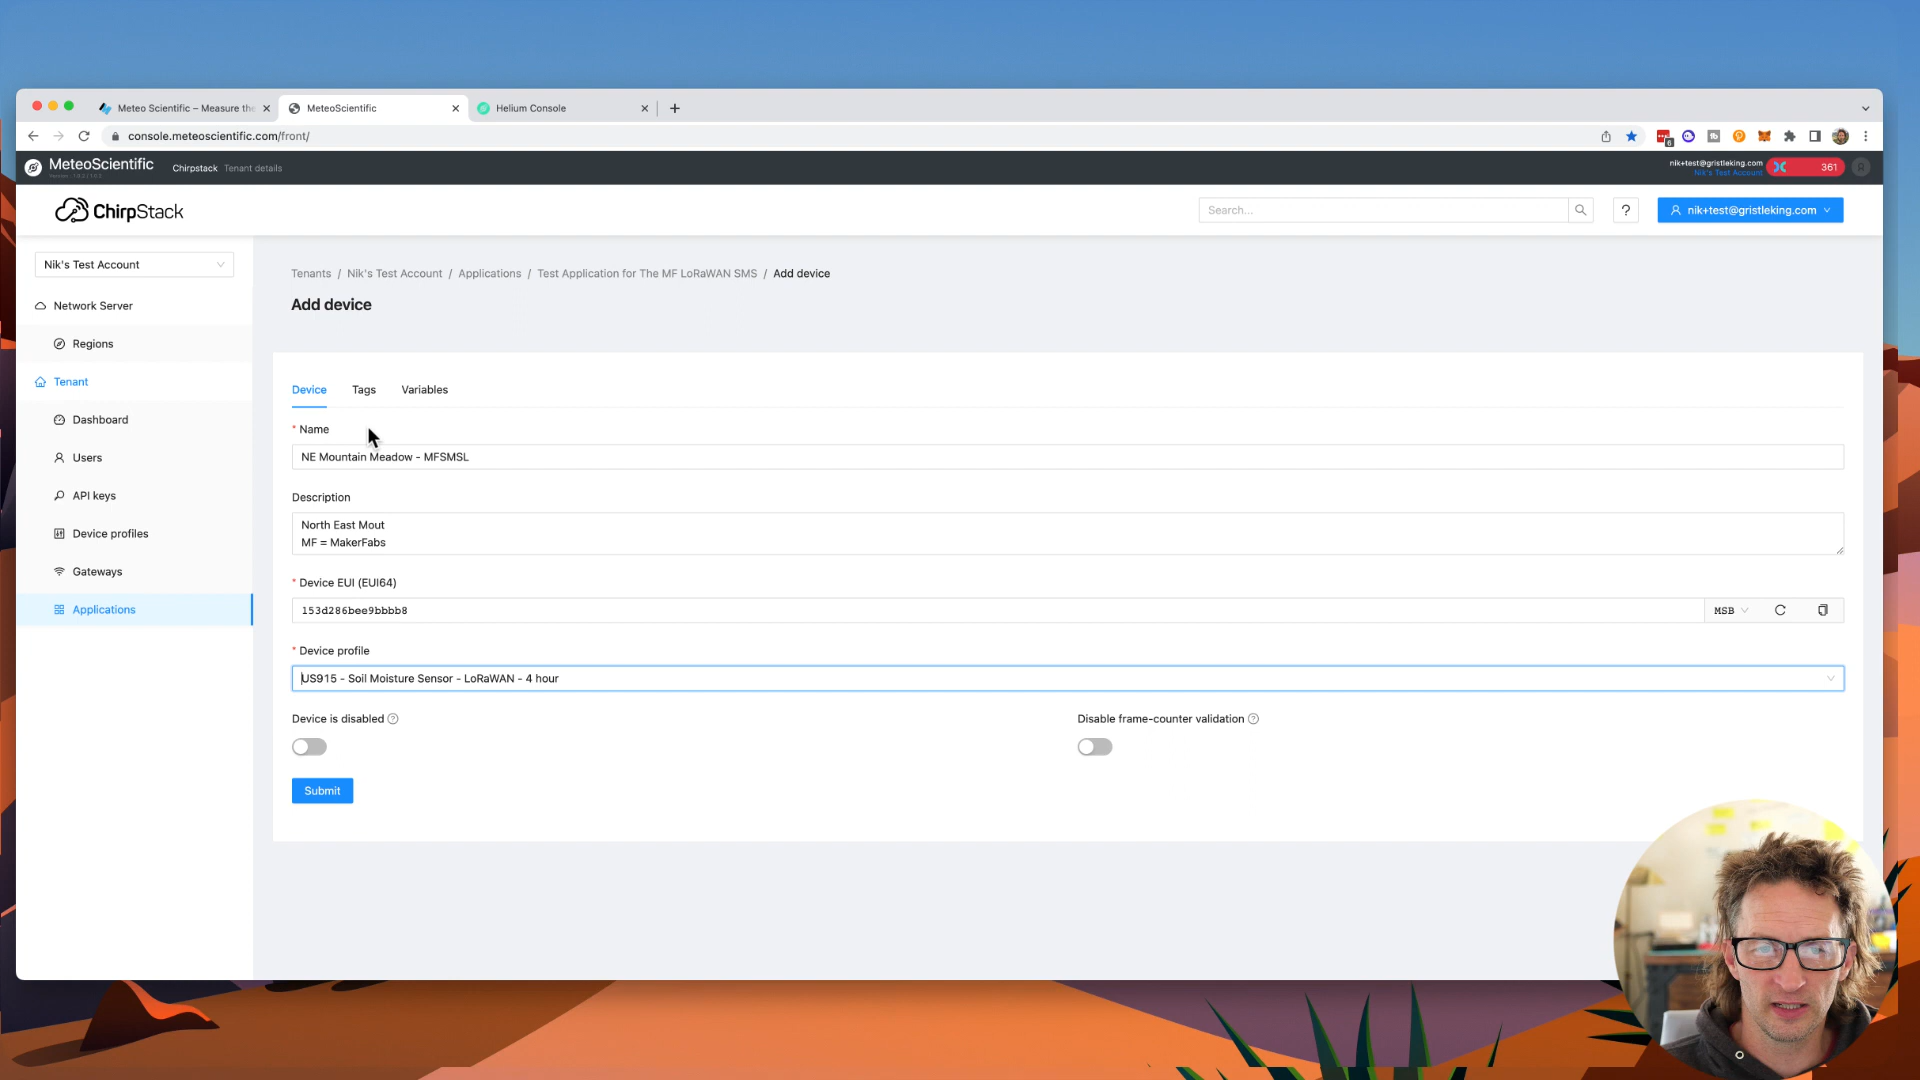 Meteo Scientific – Measure the
MeteoScientific
Helium Console
console.meteoscientific.com/front/
MeteoScientific
Chirpstack Tenant details
nik+test@gristleking.com
Nik's Test Account
361
ChirpStack
Search...
?
nik+test@gristleking.com
Nik's Test Account
Network Server
Regions
Tenant
Dashboard
Users
API keys
Device profiles
Gateways
Applications
Tenants / Nik's Test Account / Applications / Test Application for The MF LoRaWAN SMS / Add device
Add device
Device Tags Variables
* Name
NE Mountain Meadow - MFSMSL
Description
North East Mout
MF = MakerFabs
* Device EUI (EUI64)
153d286bee9bbbb8
MSB
* Device profile
US915 - Soil Moisture Sensor - LoRaWAN - 4 hour
Device is disabled
Disable frame-counter validation
Submit